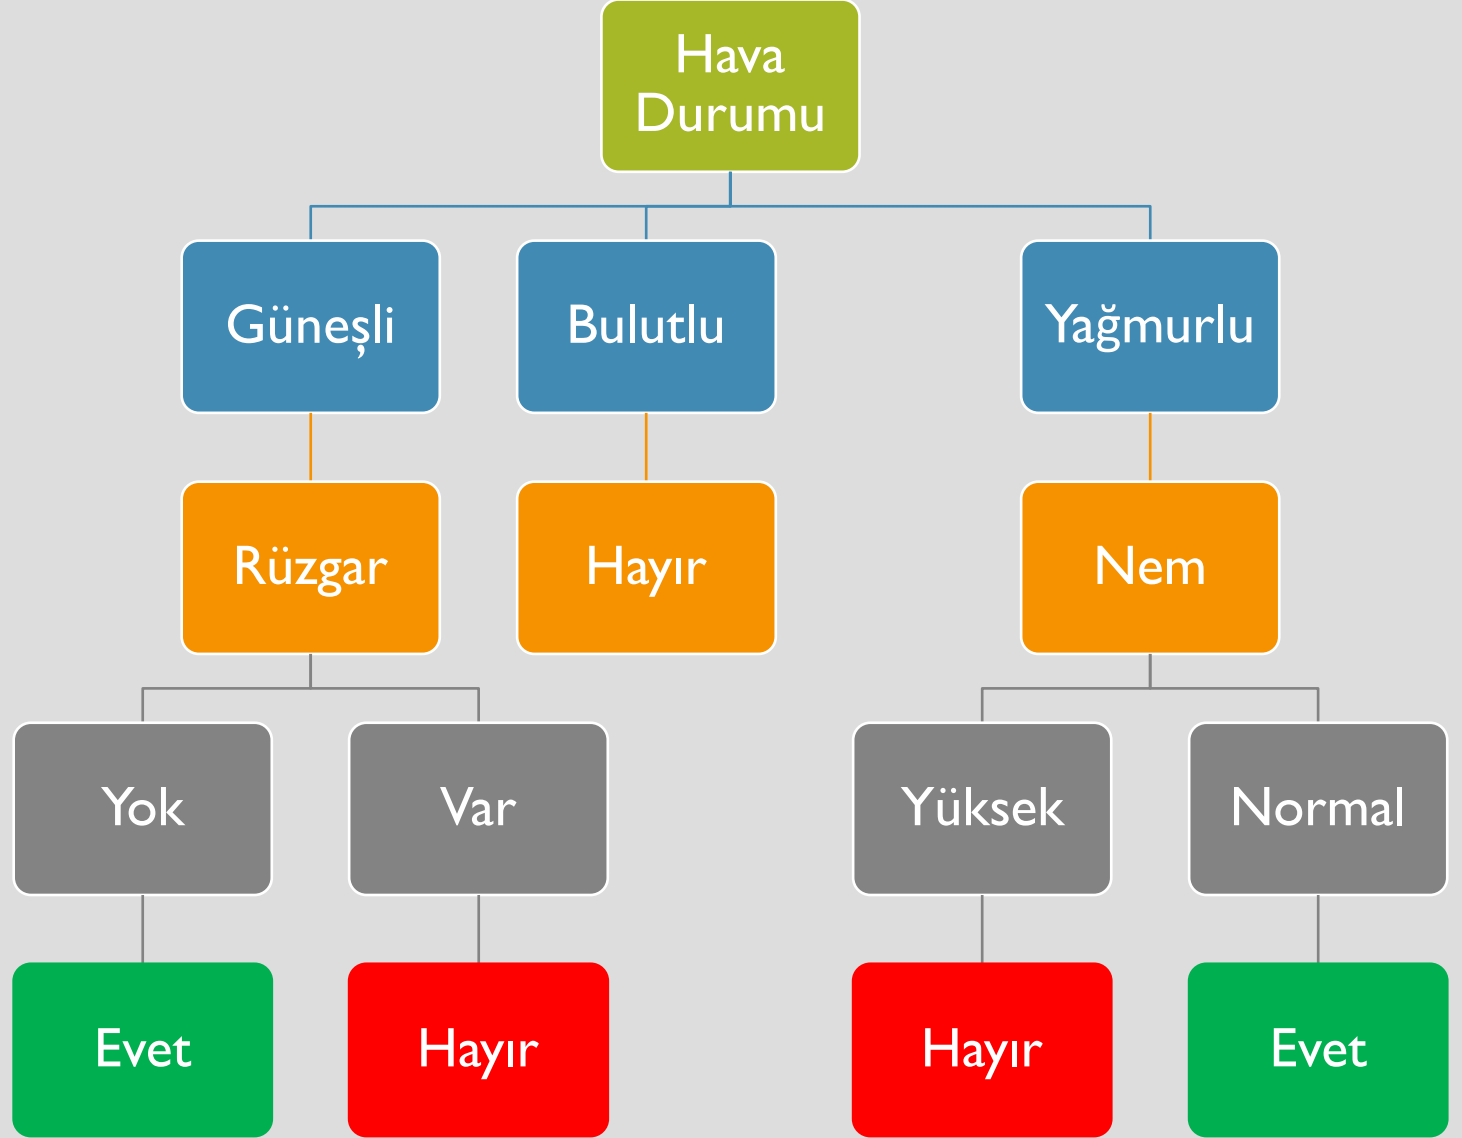 Hava
Durumu
Güneşli
Bulutlu
Yağmurlu
Rüzgar
Hayır
Nem
Yok
Var
Yüksek
Normal
Evet
Hayır
Hayır
Evet